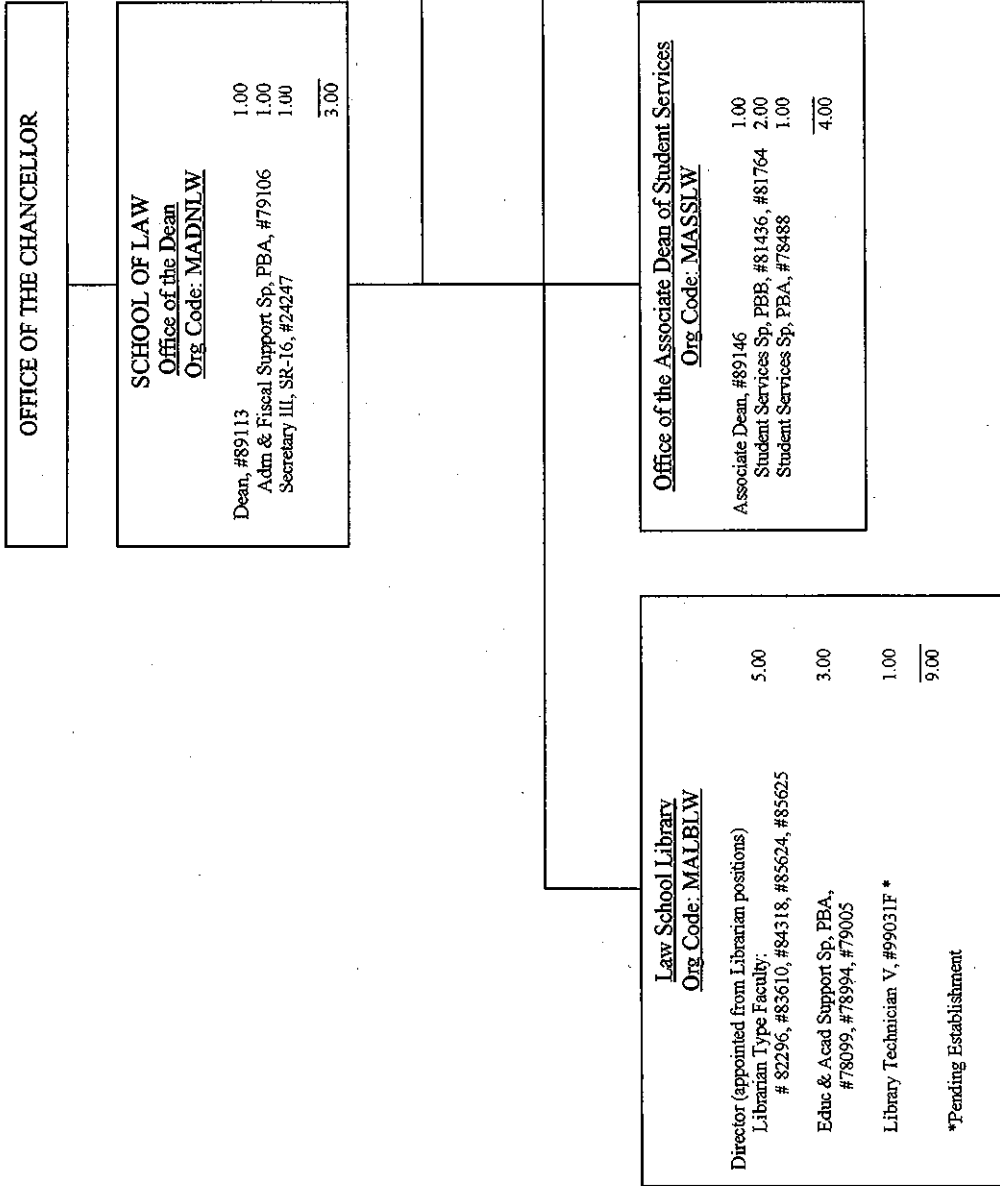 OFFICE OF THE CHANCELLOR
SCHOOL OF LAW
Office of the Dean
Org Code: MADNLW
Dean, #89113 1.00
Adm & Fiscal Support Sp, PBA, #79106 1.00
Secretary III, SR-16, #24247 1.00
3.00
Law School Library
Org Code: MALBLW
Director (appointed from Librarian positions)
Librarian Type Faculty: 5.00
# 82296, #83610, #84318, #85624, #85625
Educ & Acad Support Sp, PBA, 3.00
#78099, #78994, #79005
Library Technician V, #99031F * 1.00
9.00
*Pending Establishment
Office of the Associate Dean of Student Services
Org Code: MASSLW
Associate Dean, #89146 1.00
Student Services Sp, PBB, #81436, #81764 2.00
Student Services Sp, PBA, #78488 1.00
4.00